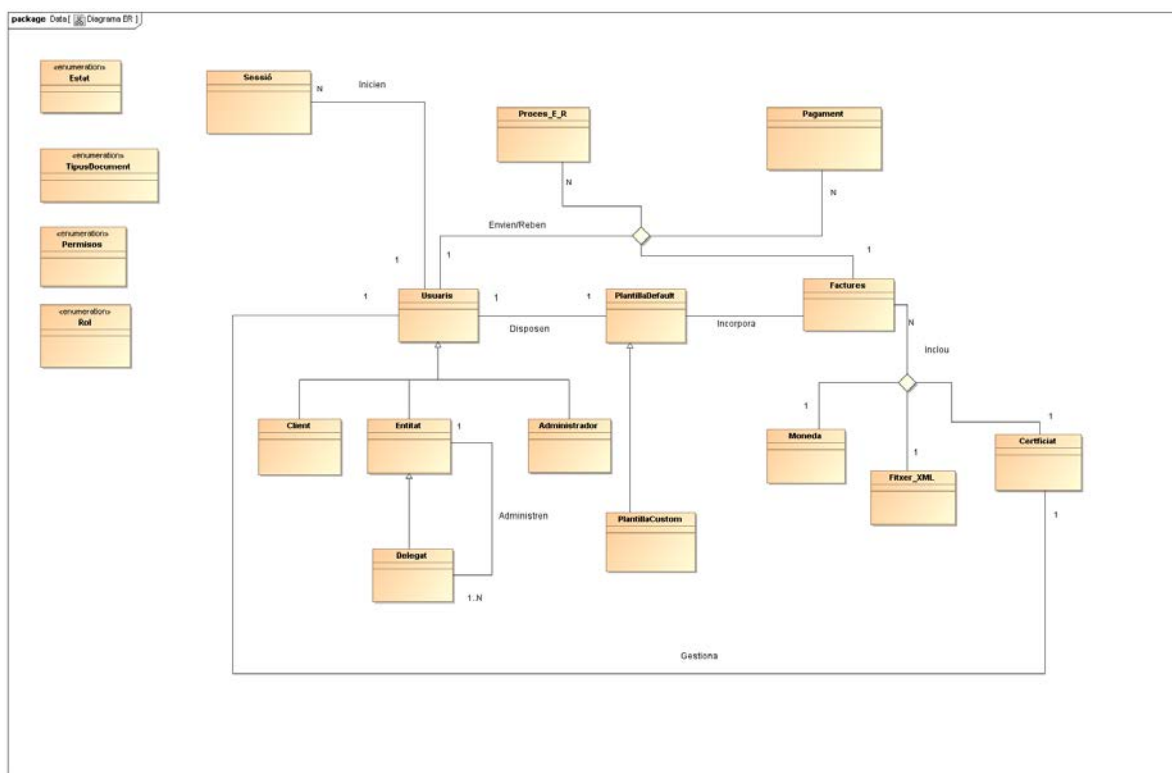 package Data [ Diagrama ER ]
«enumeration»
Estat
«enumeration»
TipusDocument
«enumeration»
Permisos
«enumeration»
Rol
Sessió
N
Inicien
1
Proces_E_R
N
Pagament
N
Envien/Reben
1
1
Usuaris
1
1
Disposen
PlantillaDefault
1
Incorpora
Factures
N
Inclou
Client
Entitat
1
Administrador
Administren
Delegat
1..N
PlantillaCustom
Moneda
1
Fitxer_XML
1
Certficiat
1
1
Gestiona